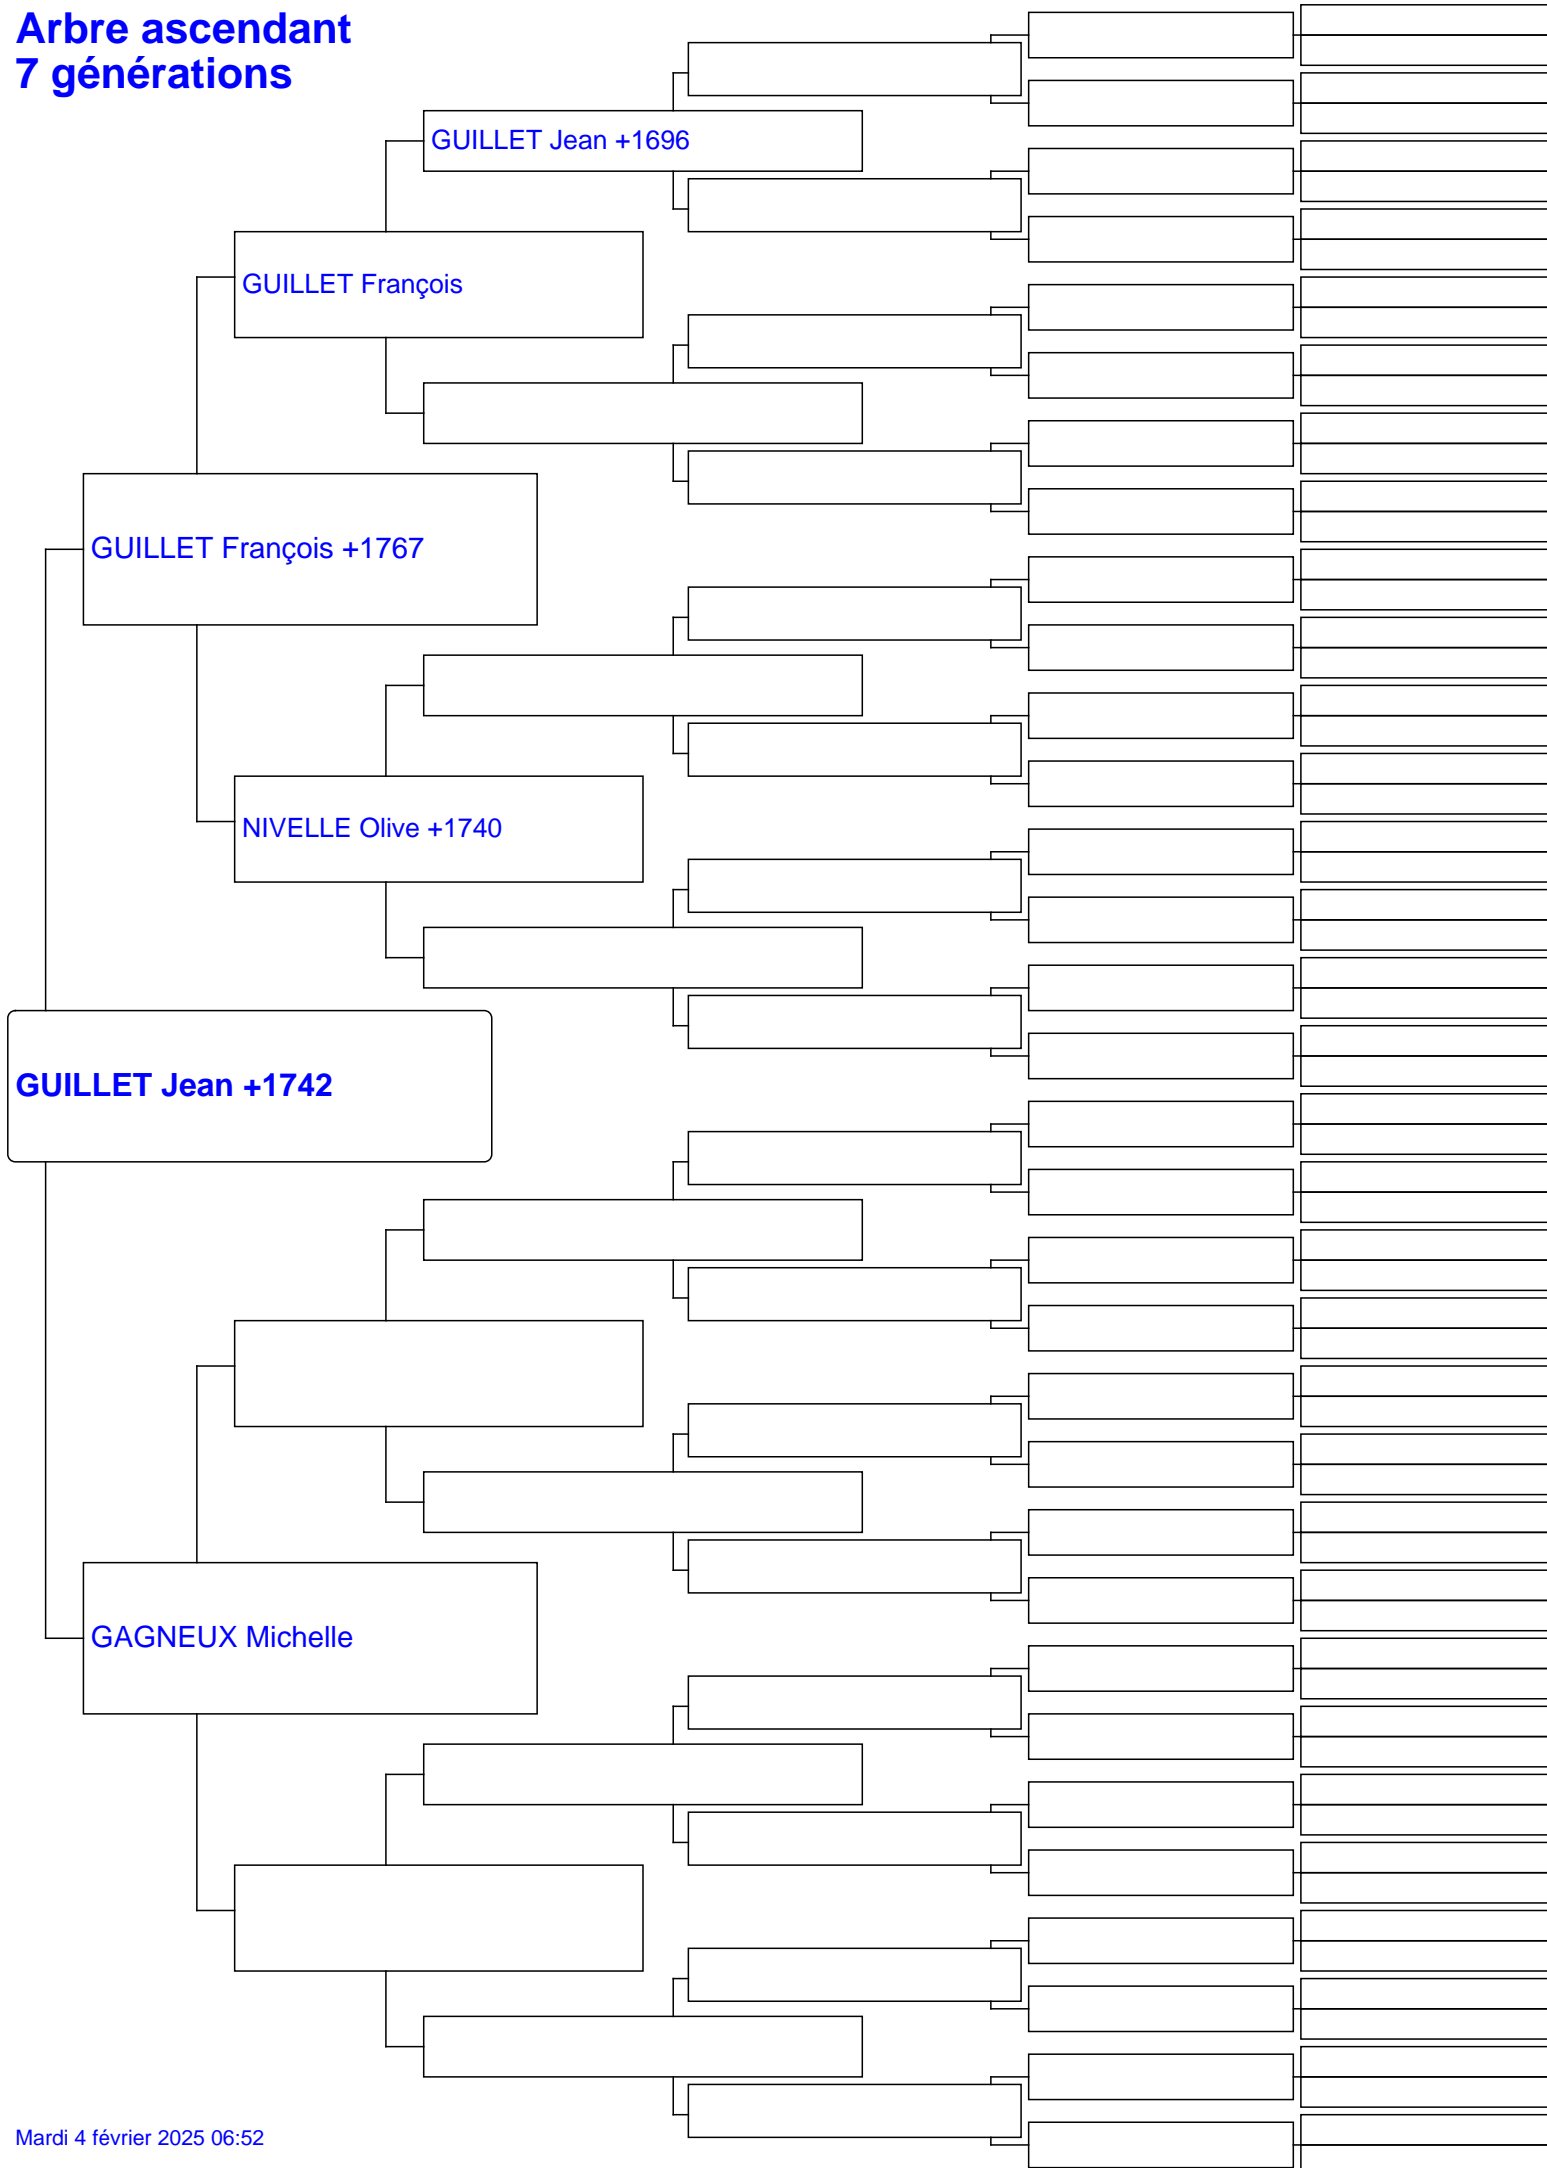 Arbre ascendant
7 générations
GUILLET Jean +1696
GUILLET François
GUILLET François +1767
NIVELLE Olive +1740
GUILLET Jean +1742
GAGNEUX Michelle
Mardi 4 février 2025 06:52